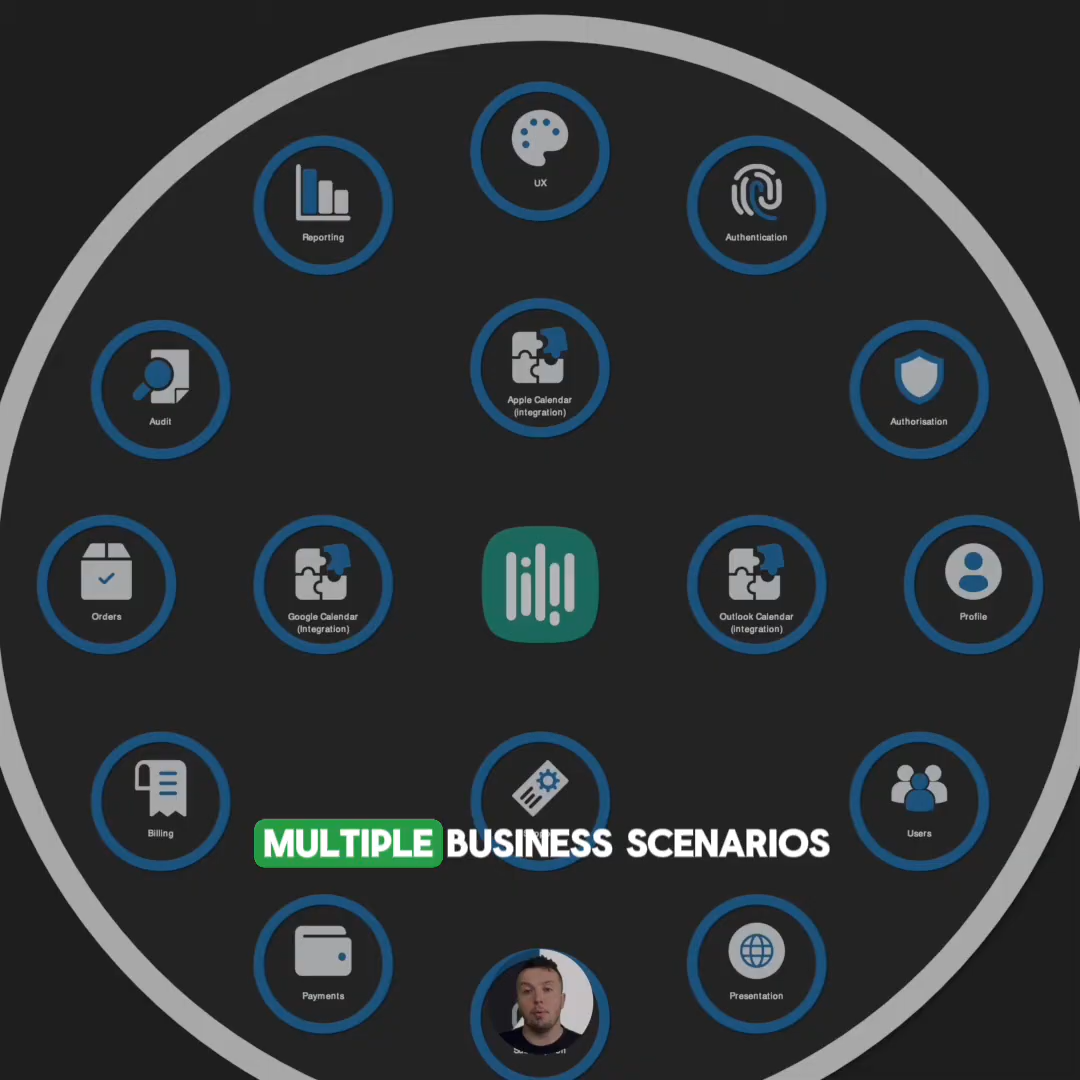 UX
Reporting
Authentication
Apple Calendar
(Integration)
Audit
Authorisation
Orders
Google Calendar
(Integration)
Outlook Calendar
(Integration)
Profile
Billing
Users
MULTIPLE BUSINESS SCENARIOS
Payments
Presentation